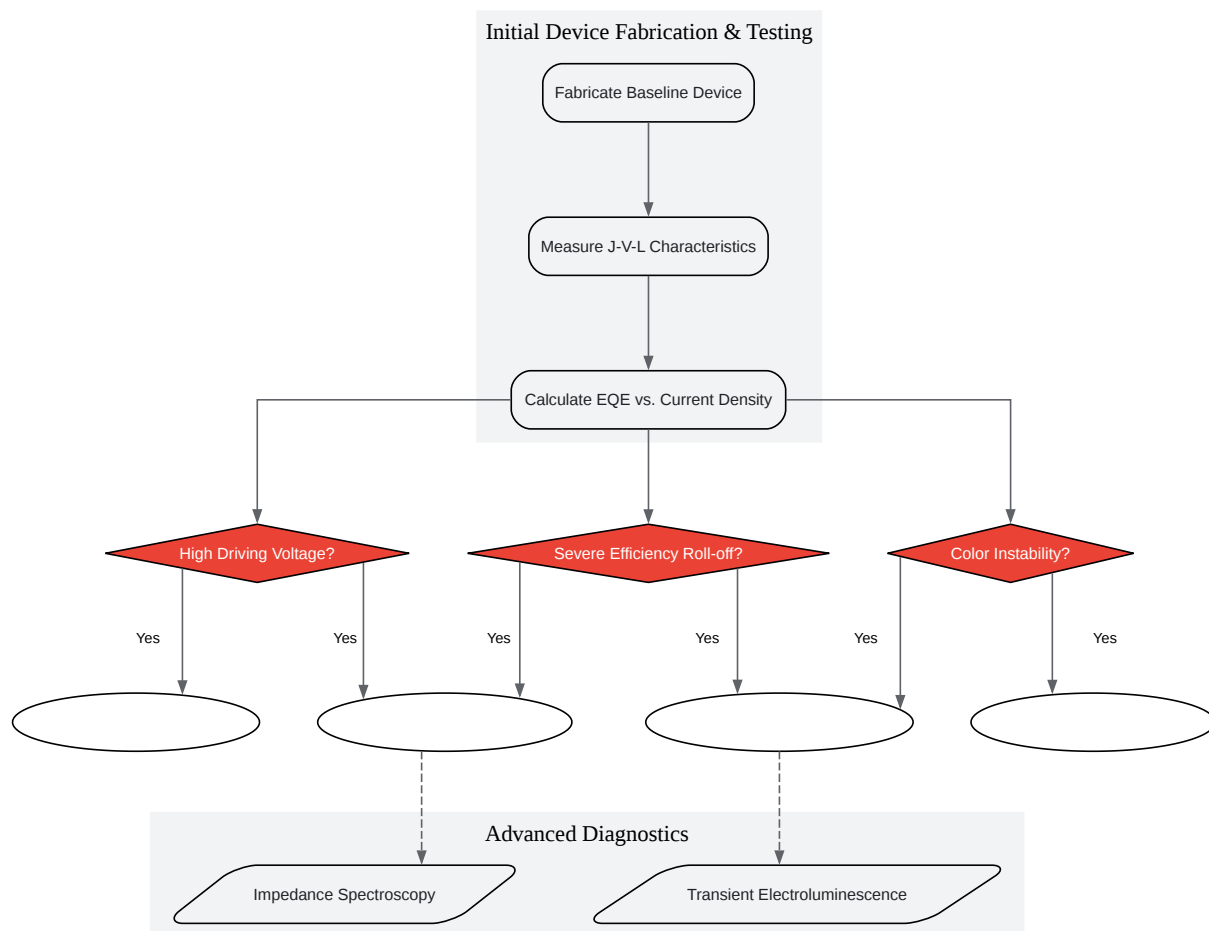 Initial Device Fabrication & Testing
Fabricate Baseline Device
Measure J-V-L Characteristics
Calculate EQE vs. Current Density
High Driving Voltage?
Severe Efficiency Roll-off?
Color Instability?
Yes
Yes
Yes
Yes
Yes
Yes
Advanced Diagnostics
Impedance Spectroscopy
Transient Electroluminescence